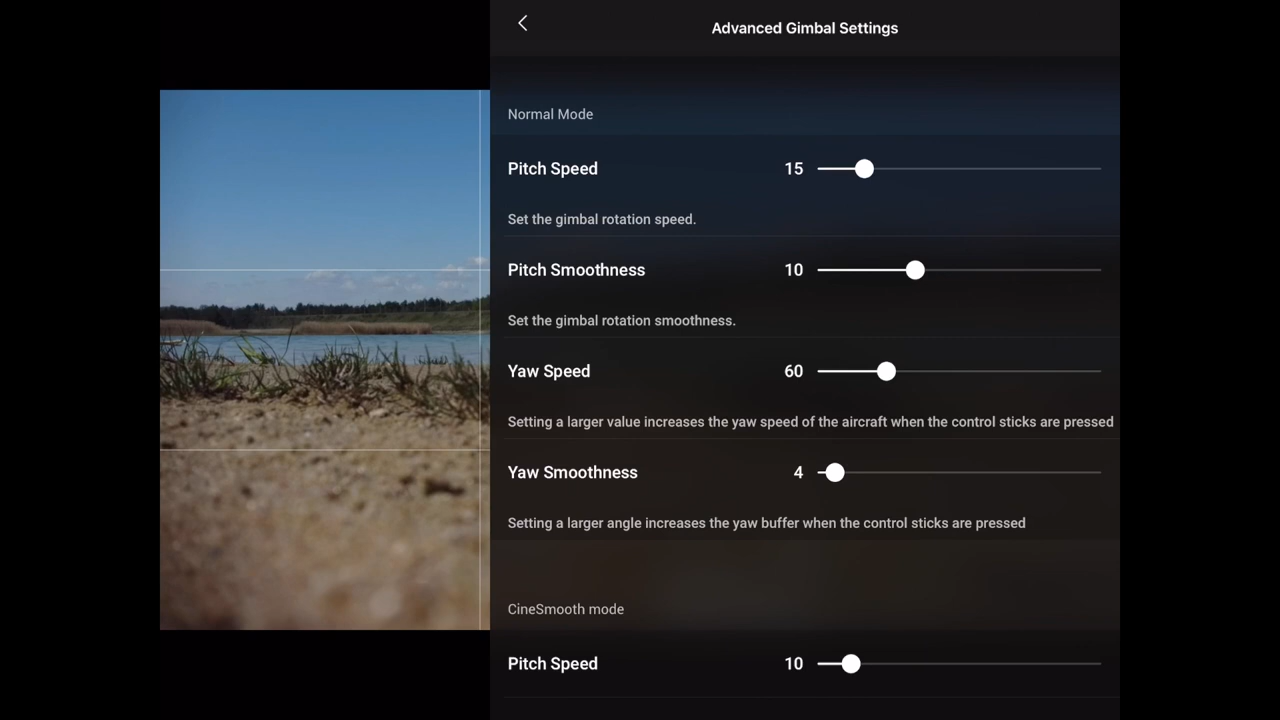 Advanced Gimbal Settings
Normal Mode
Pitch Speed 15
Set the gimbal rotation speed.
Pitch Smoothness 10
Set the gimbal rotation smoothness.
Yaw Speed 60
Setting a larger value increases the yaw speed of the aircraft when the control sticks are pressed
Yaw Smoothness 4
Setting a larger angle increases the yaw buffer when the control sticks are pressed
CineSmooth mode
Pitch Speed 10